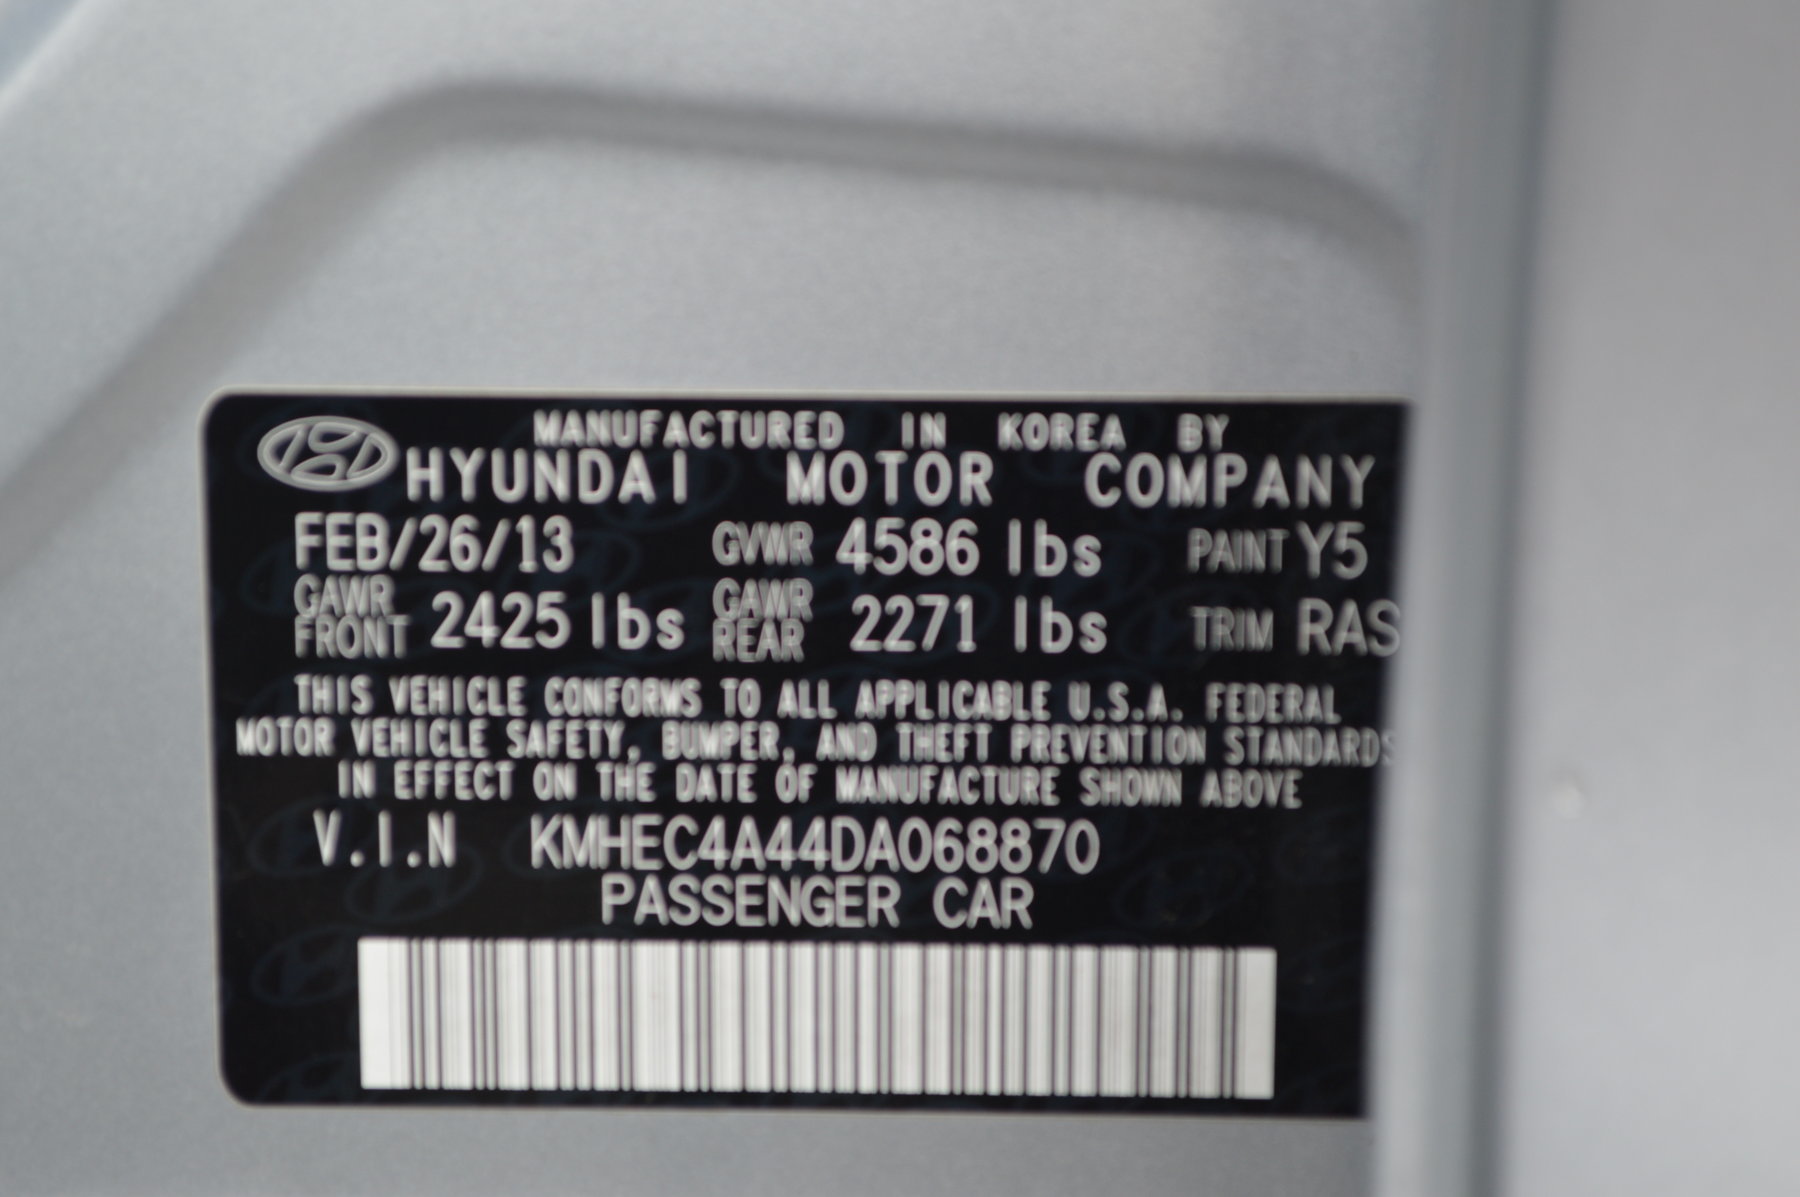 MANUFACTURED IN KOREA BY
HYUNDAI MOTOR COMPANY
FEB/26/13 GVWR 4586 lbs PAINT Y5
GAWR FRONT 2425 lbs GAWR REAR 2271 lbs TRIM RAS
THIS VEHICLE CONFORMS TO ALL APPLICABLE U.S.A. FEDERAL
MOTOR VEHICLE SAFETY, BUMPER, AND THEFT PREVENTION STANDARDS
IN EFFECT ON THE DATE OF MANUFACTURE SHOWN ABOVE
V.I.N KMHEC4A44DA068870
PASSENGER CAR